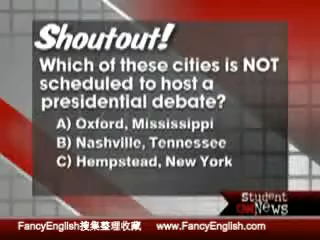 Shoutout!
Which of these cities is NOT
scheduled to host a
presidential debate?
A) Oxford, Mississippi
B) Nashville, Tennessee
C) Hempstead, New York
Student
CNN News
FancyEnglish搜集整理收藏 www.FancyEnglish.com